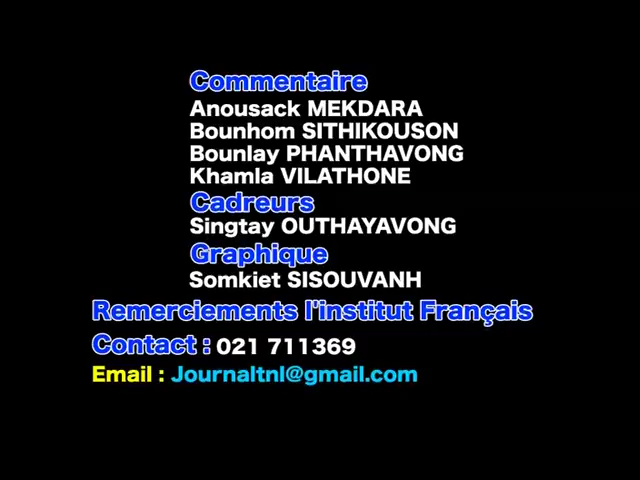 Commentaire
Anousack MEKDARA
Bounhom SITHIKOUSON
Bounlay PHANTHAVONG
Khamla VILATHONE
Cadreurs
Singtay OUTHAYAVONG
Graphique
Somkiet SISOUVANH
Remerciements l'institut Français
Contact : 021 711369
Email : Journaltnl@gmail.com